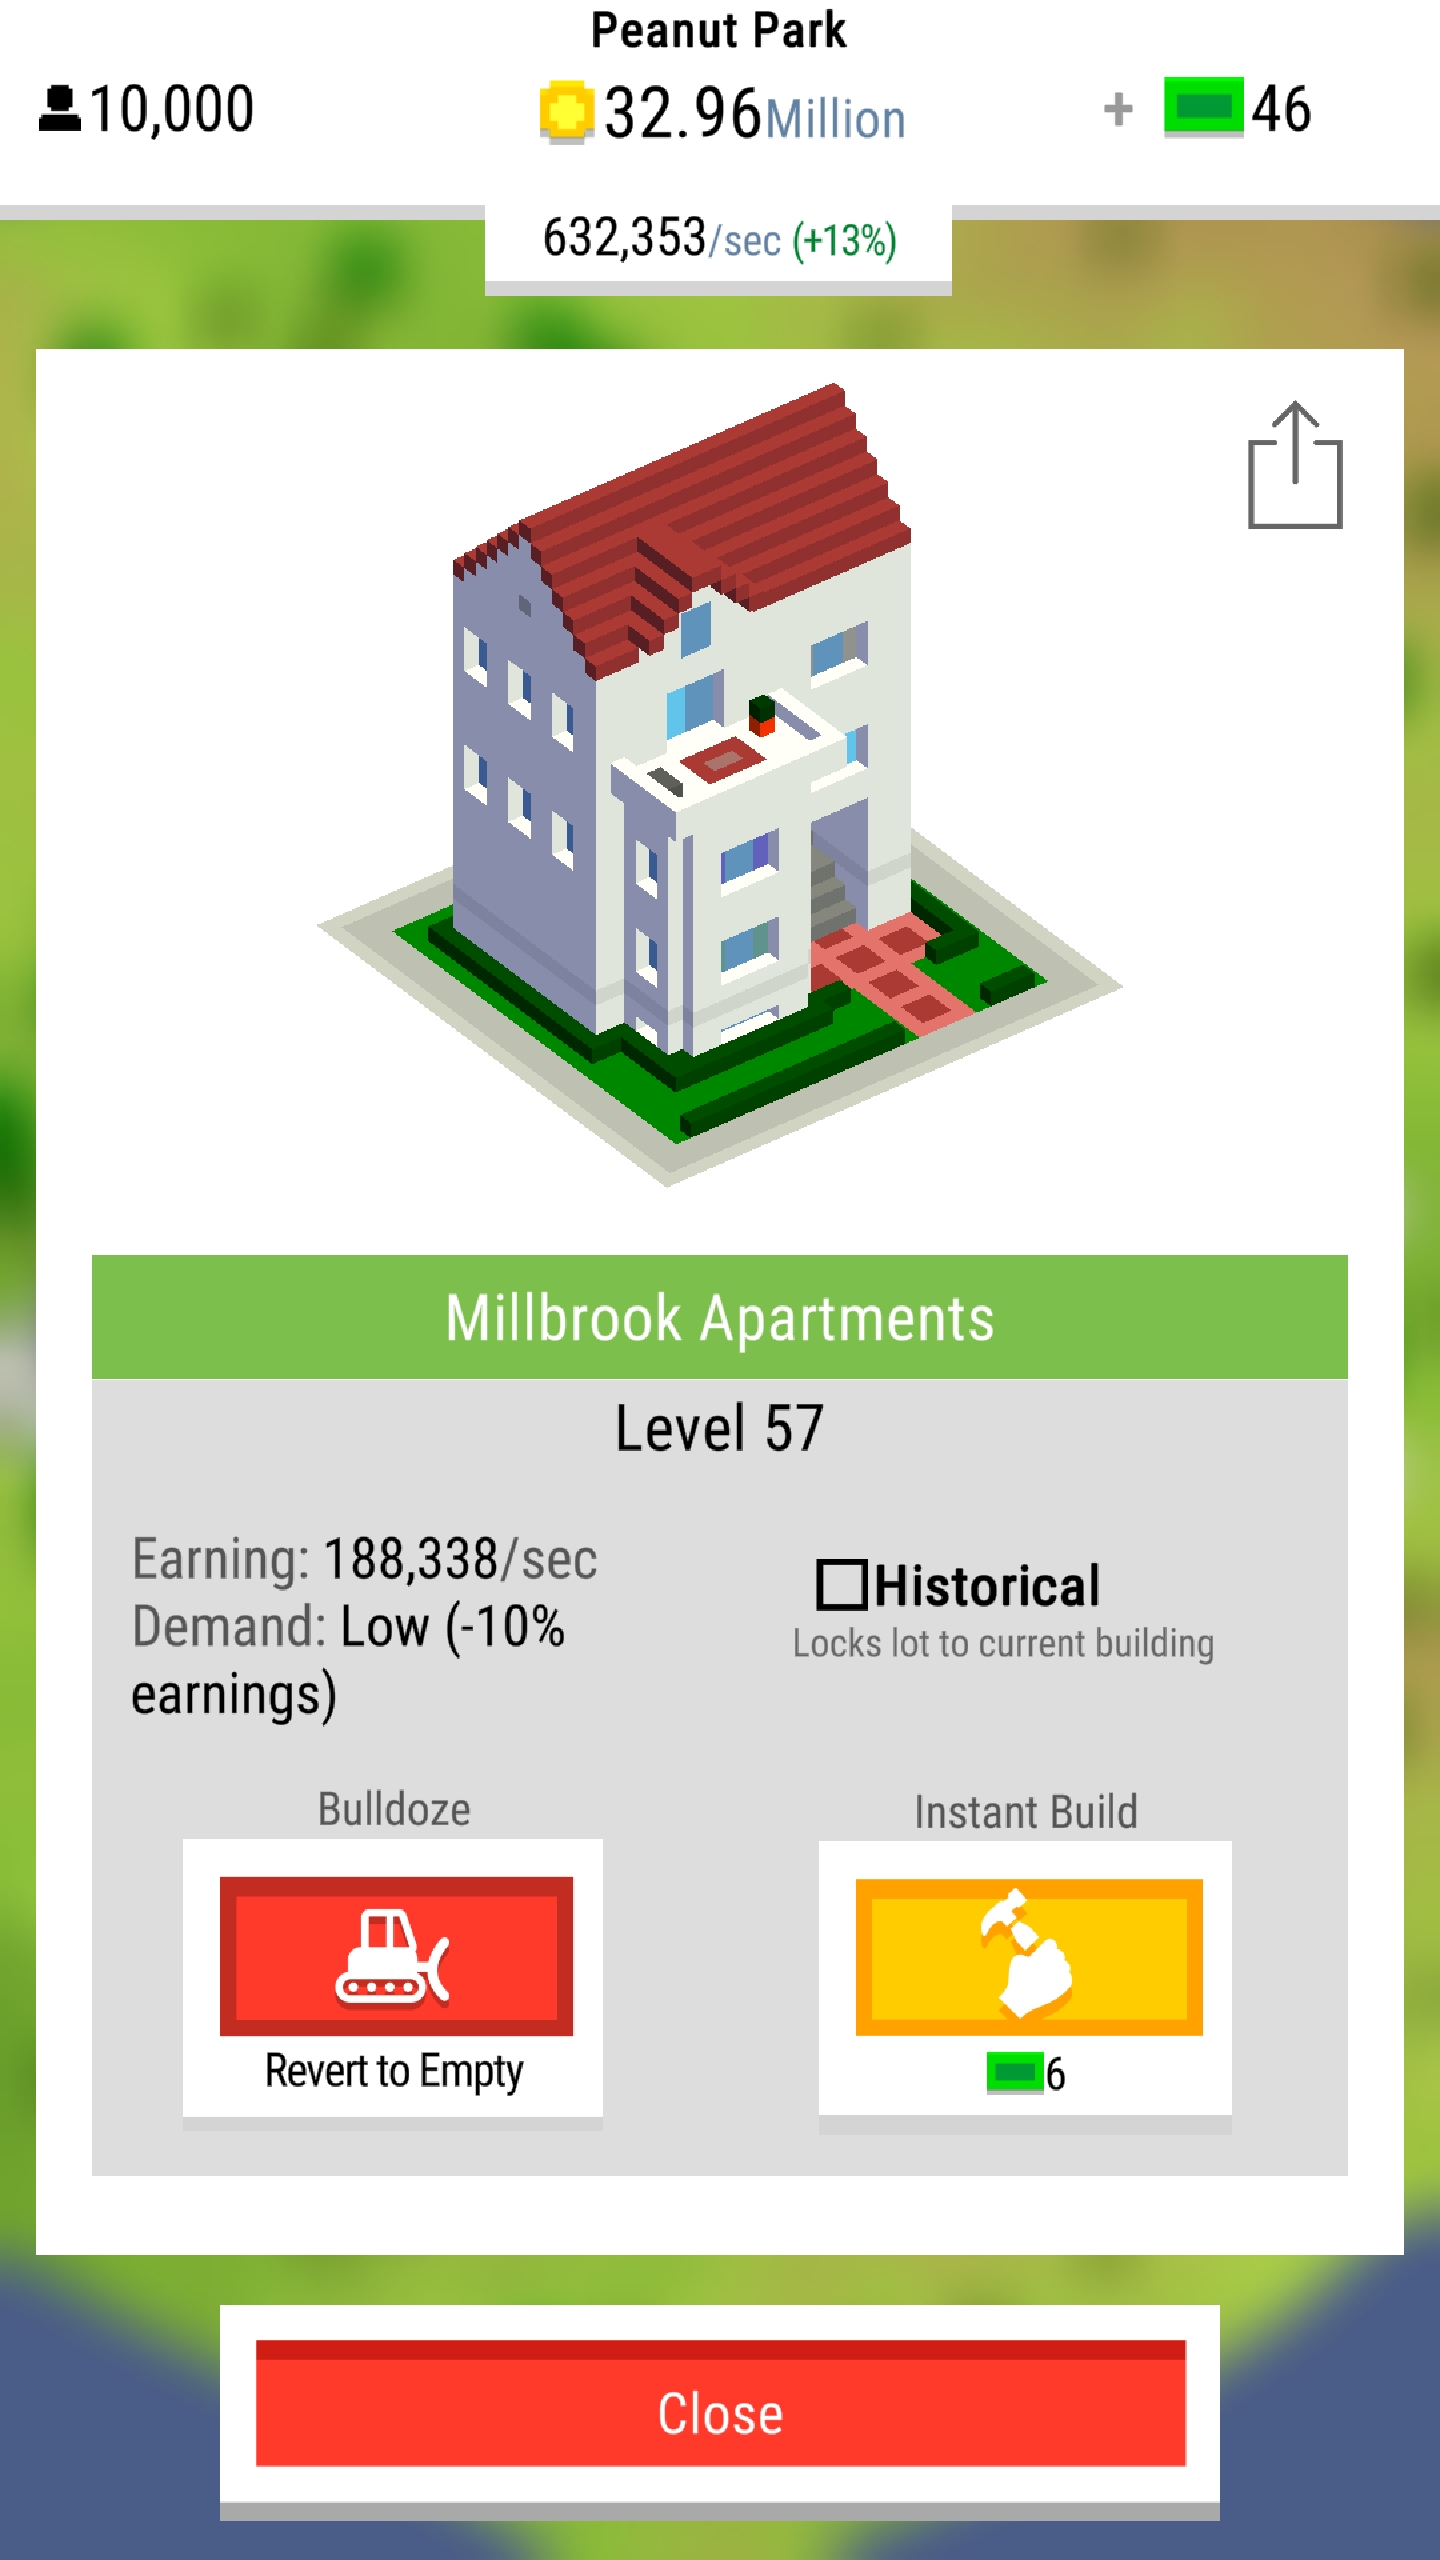 Peanut Park
10,000
32.96Million
+ 46
632,353/sec (+13%)
Millbrook Apartments
Level 57
Earning: 188,338/sec
Demand: Low (-10%
earnings)
Historical
Locks lot to current building
Bulldoze
Revert to Empty
Instant Build
6
Close